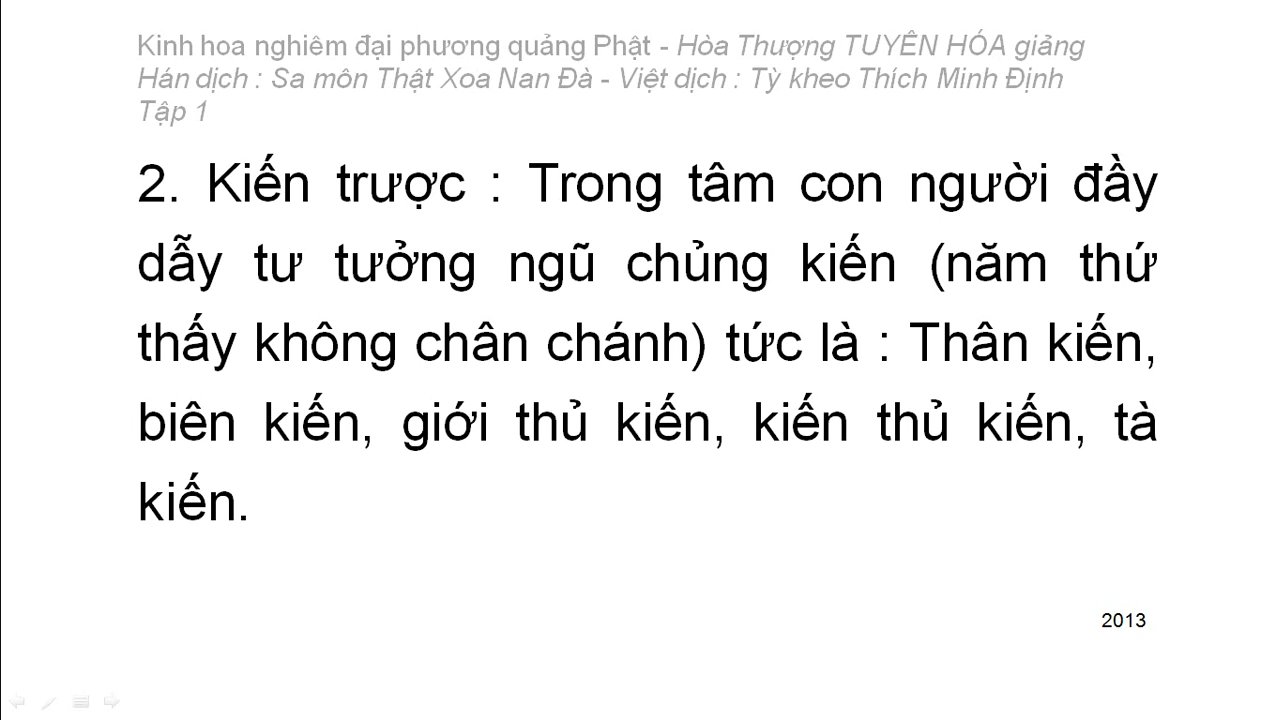 Kinh hoa nghiêm đại phương quảng Phật - Hòa Thượng TUYÊN HÓA giảng
Hán dịch : Sa môn Thật Xoa Nan Đà - Việt dịch : Tỳ kheo Thích Minh Định
Tập 1
2. Kiến trược : Trong tâm con người đầy
dẫy tư tưởng ngũ chủng kiến (năm thứ
thấy không chân chánh) tức là : Thân kiến,
biên kiến, giới thủ kiến, kiến thủ kiến, tà
kiến.
2013